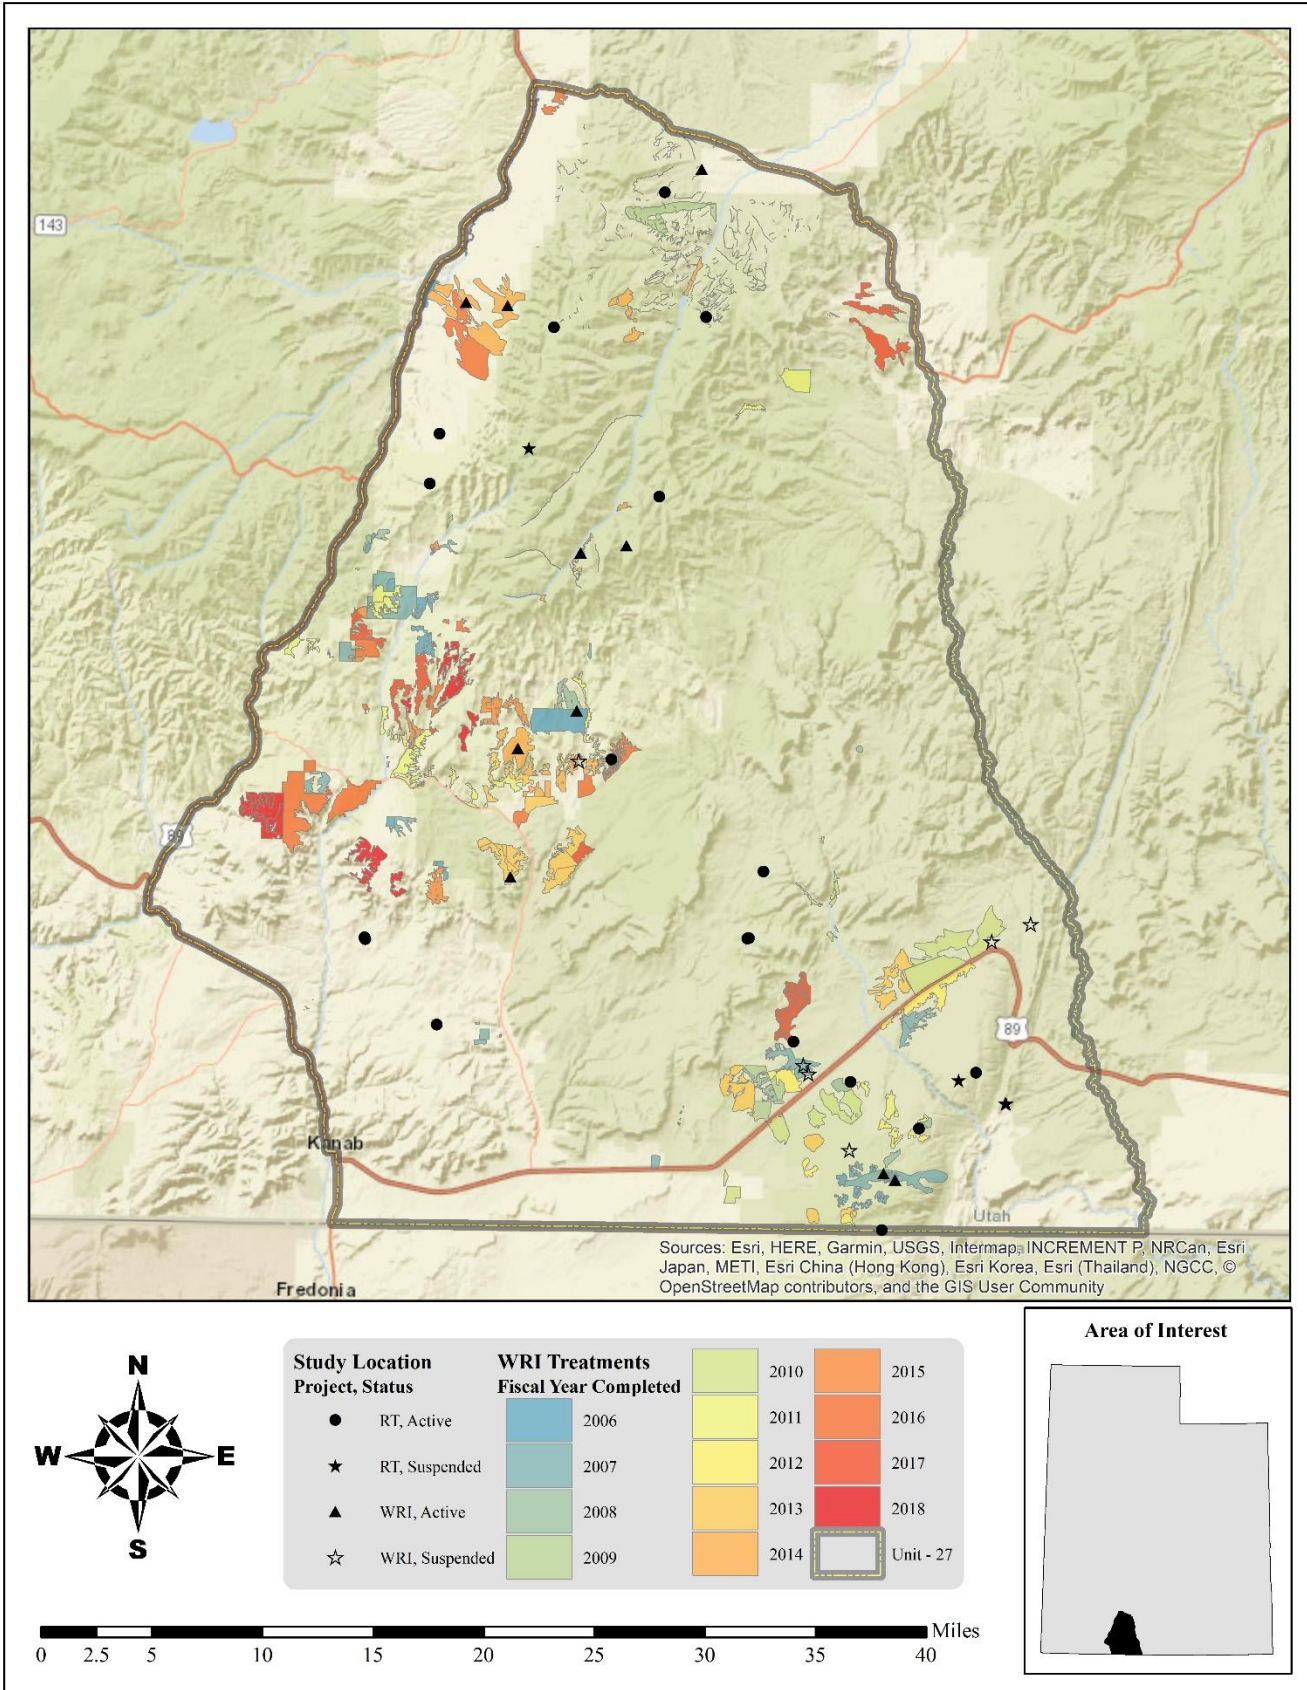 143
89
89
Kanab
Utah
Fredonia
Sources: Esri, HERE, Garmin, USGS, Intermap, INCREMENT P, NRCan, Esri
Japan, METI, Esri China (Hong Kong), Esri Korea, Esri (Thailand), NGCC, ©
OpenStreetMap contributors, and the GIS User Community
N
W E
S
Study Location
Project, Status
RT, Active
RT, Suspended
WRI, Active
WRI, Suspended
WRI Treatments
Fiscal Year Completed
2006
2007
2008
2009
2010
2011
2012
2013
2014
2015
2016
2017
2018
Unit - 27
Area of Interest
Miles
0 2.5 5 10 15 20 25 30 35 40